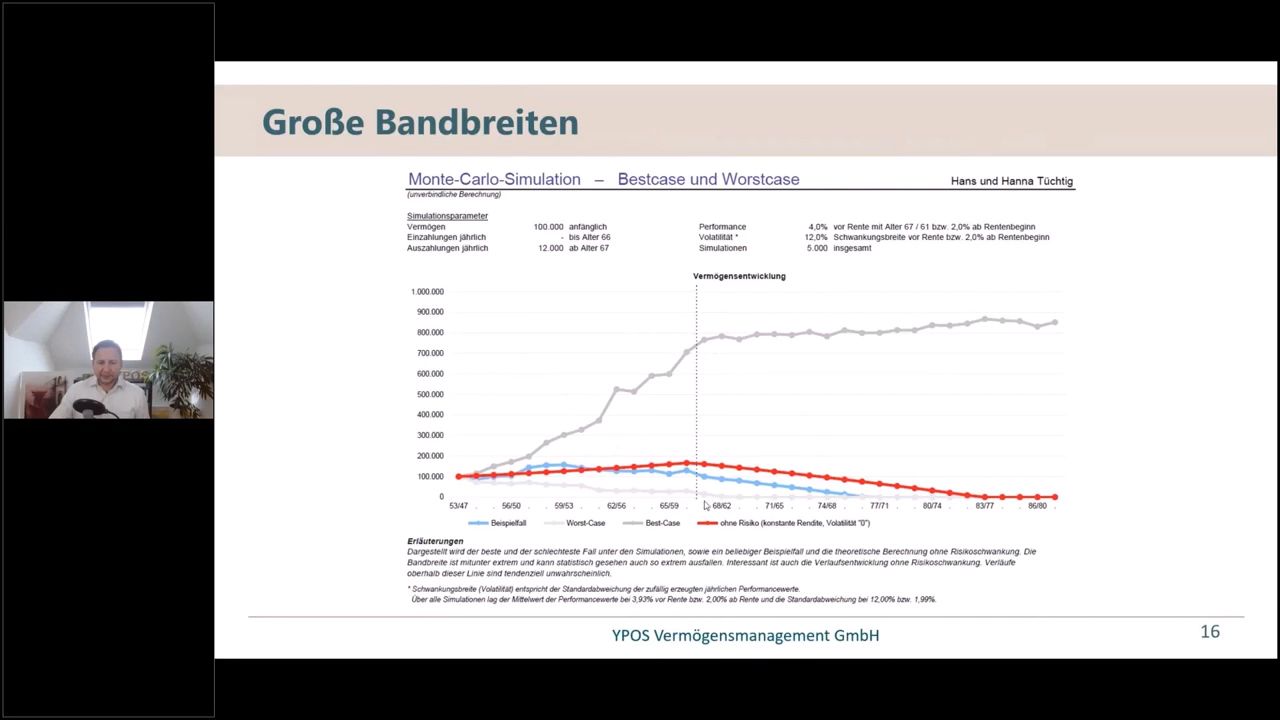 Große Bandbreiten
Monte-Carlo-Simulation – Bestcase und Worstcase
Hans und Hanna Tüchtig
(unverbindliche Berechnung)
Simulationsparameter
Vermögen 100.000 anfänglich Performance 4,0% vor Rente mit Alter 67 / 61 bzw. 2,0% ab Rentenbeginn
Einzahlungen jährlich - bis Alter 66 Volatilität * 12,0% Schwankungsbreite vor Rente bzw. 2,0% ab Rentenbeginn
Auszahlungen jährlich 12.000 ab Alter 67 Simulationen 5.000 insgesamt
Vermögensentwicklung
1.000.000
900.000
800.000
700.000
600.000
500.000
400.000
300.000
200.000
100.000
0
53/47 . . 56/50 . . 59/53 . . 62/56 . . 65/59 . . 68/62 . . 71/65 . . 74/68 . . 77/71 . . 80/74 . . 83/77 . . 86/80 .
Beispielfall Worst-Case Best-Case ohne Risiko (konstante Rendite, Volatilität "0")
Erläuterungen
Dargestellt wird der beste und der schlechteste Fall unter den Simulationen, sowie ein beliebiger Beispielfall und die theoretische Berechnung ohne Risikoschwankung. Die
Bandbreite ist mitunter extrem und kann statistisch gesehen auch so extrem ausfallen. Interessant ist auch die Verlaufsentwicklung ohne Risikoschwankung. Verläufe
oberhalb dieser Linie sind tendenziell unwahrscheinlich.
* Schwankungsbreite (Volatilität) entspricht der Standardabweichung der zufällig erzeugten jährlichen Performancewerte.
Über alle Simulationen lag der Mittelwert der Performancewerte bei 3,93% vor Rente bzw. 2,00% ab Rente und die Standardabweichung bei 12,00% bzw. 1,99%.
YPOS Vermögensmanagement GmbH
16